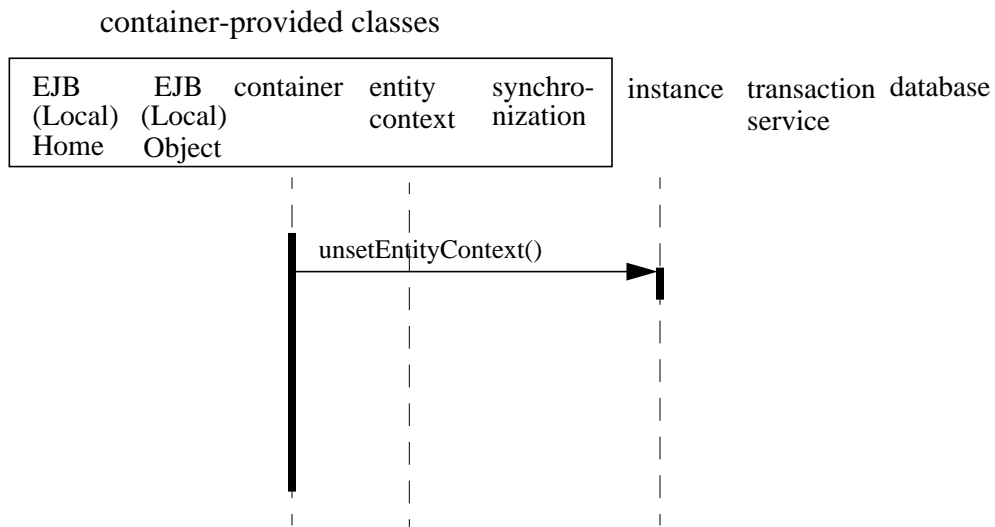 container-provided classes
EJB (Local) Home
EJB (Local) Object
container
entity context
synchro-nization
instance
transaction service
database
unsetEntityContext()